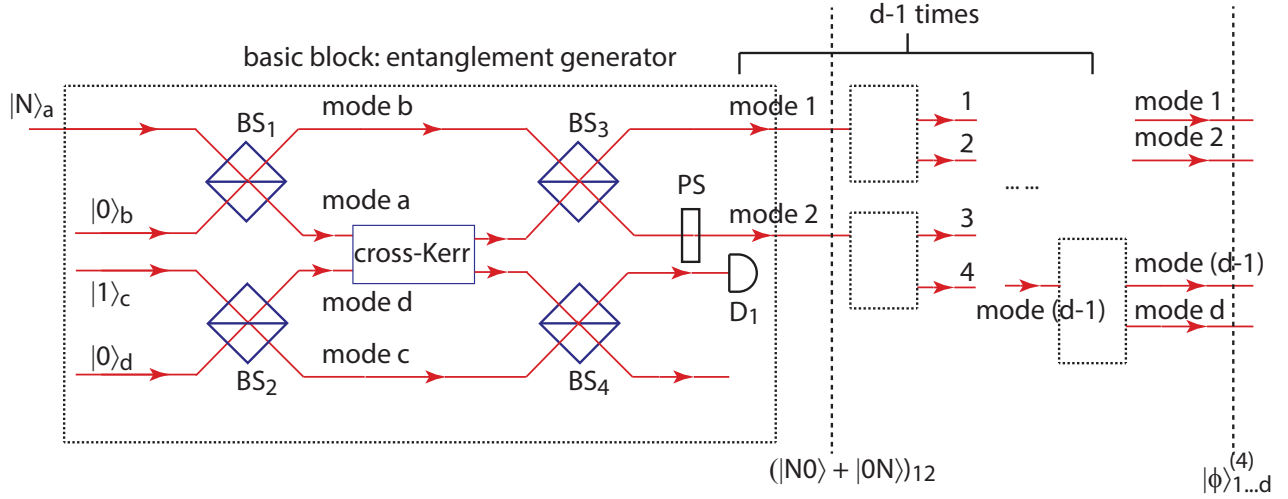 d-1 times
basic block: entanglement generator
|N⟩a
BS1
mode b
BS3
mode 1
1
2
mode 1
mode 2
... ...
|0⟩b
mode a
PS
mode 2
3
cross-Kerr
4
|1⟩c
mode d
D1
mode (d-1)
mode (d-1)
mode d
|0⟩d
BS2
mode c
BS4
(|N0⟩ + |0N⟩)12
|ϕ⟩(4)1...d